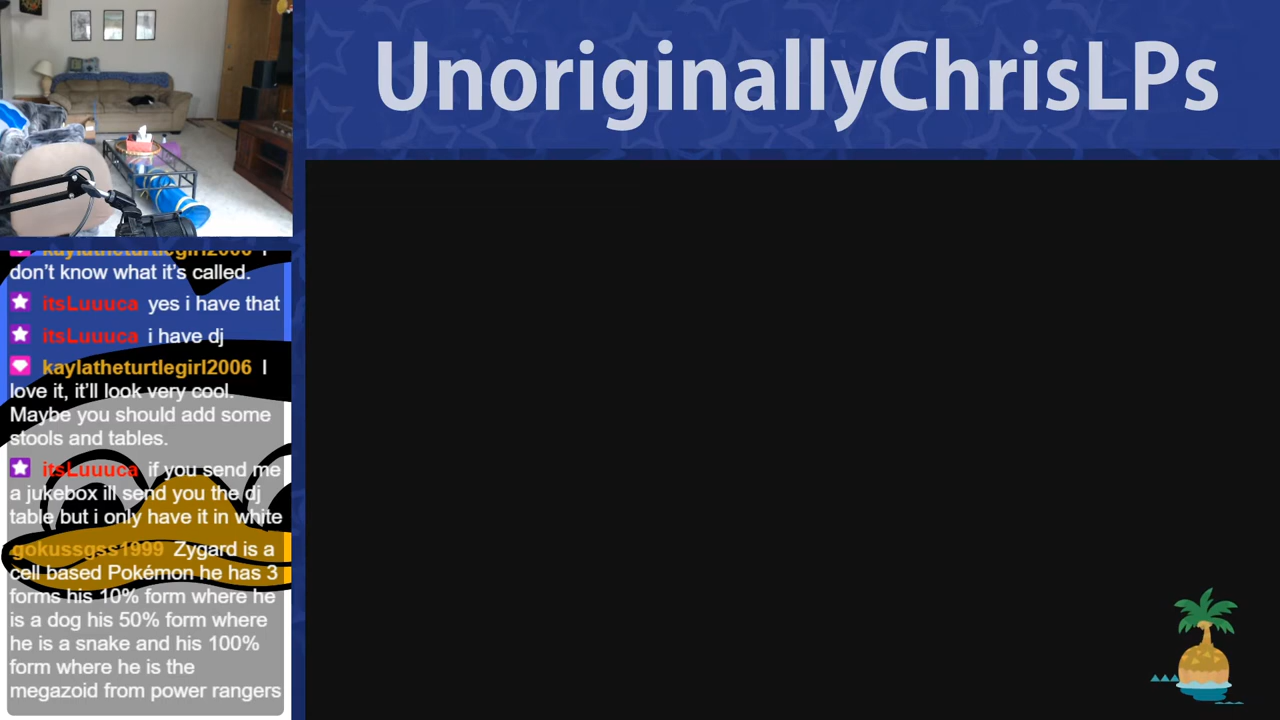 UnoriginallyChrisLPs
kaylatheturtlegirl2006 I
don't know what it's called.
itsLuuuca yes i have that
itsLuuuca i have dj
kaylatheturtlegirl2006 I
love it, it'll look very cool.
Maybe you should add some
stools and tables.
itsLuuuca if you send me
a jukebox ill send you the dj
table but i only have it in white
gokussgss1999 Zygard is a
cell based Pokémon he has 3
forms his 10% form where he
is a dog his 50% form where
he is a snake and his 100%
form where he is the
megazoid from power rangers